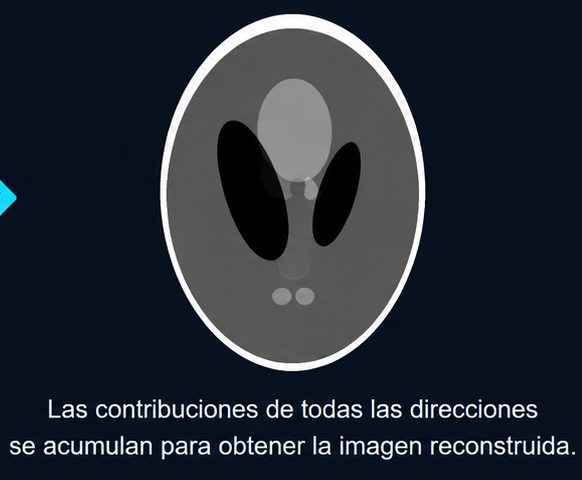 Las contribuciones de todas las direcciones
se acumulan para obtener la imagen reconstruida.